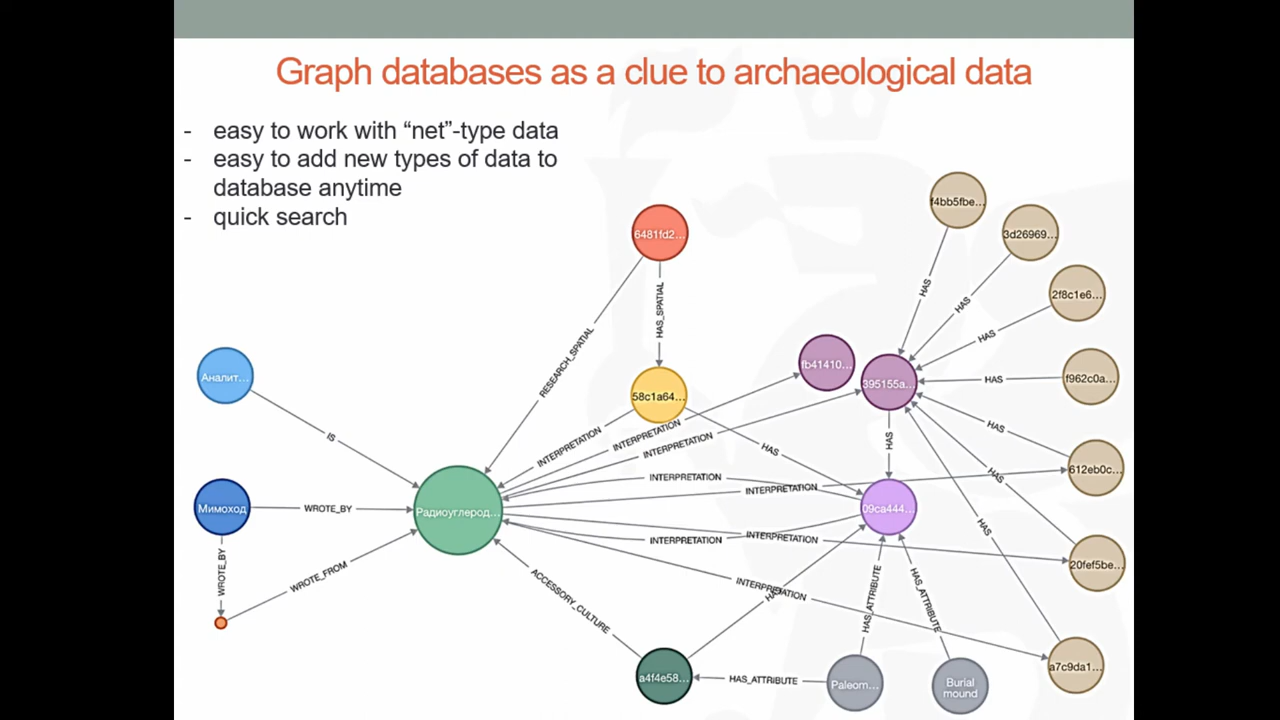 Graph databases as a clue to archaeological data
- easy to work with “net”-type data
- easy to add new types of data to
database anytime
- quick search
f4bb5fbe...
3d26969...
6481fd2...
2f8c1e6...
HAS
HAS
HAS_SPATIAL
HAS
RESEARCH_SPATIAL
Аналит...
fb41410...
395155a...
HAS
f962c0a...
58c1a64...
IS
INTERPRETATION
INTERPRETATION
INTERPRETATION
HAS
HAS
HAS
612eb0c...
HAS
INTERPRETATION
INTERPRETATION
Мимоход
WROTE_BY
Радиоуглерод...
09ca444...
HAS
INTERPRETATION
INTERPRETATION
20fef5be...
WROTE_BY
WROTE_FROM
ACCESSORY_CULTURE
INTERPRETATION
HAS
HAS_ATTRIBUTE
HAS_ATTRIBUTE
a7c9da1...
a4f4e58...
HAS_ATTRIBUTE
Paleom...
Burial
mound